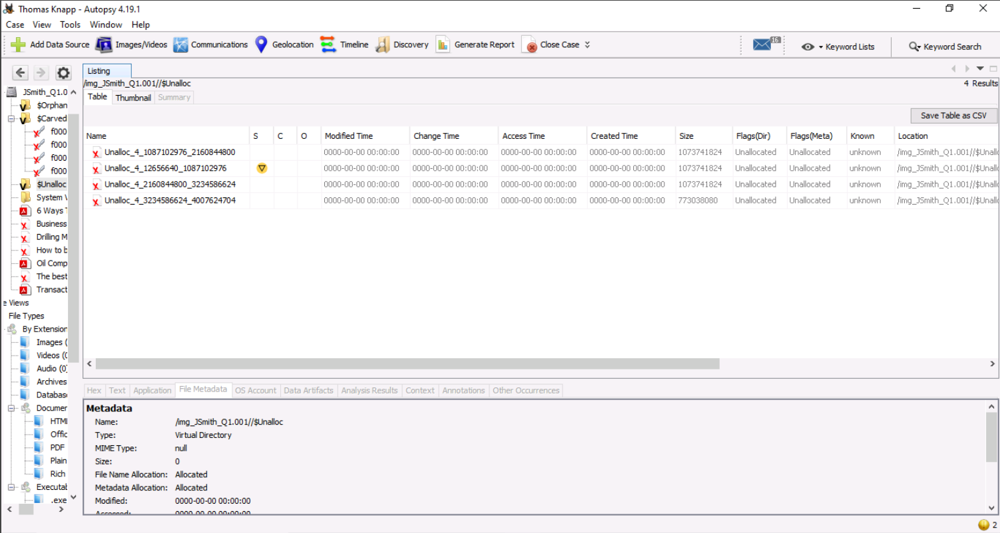 Thomas Knapp - Autopsy 4.19.1
Case View Tools Window Help
Add Data Source Images/Videos Communications Geolocation Timeline Discovery Generate Report Close Case 16 Keyword Lists Keyword Search
JSmith_Q1.0
$Orphan
$Carved
f000
f000
f000
f000
$Unalloc
System V
6 Ways T
Business
Drilling M
How to b
Oil Comp
The best
Transact
e Views
File Types
By Extension
Images (
Videos (0
Audio (0)
Archives
Database
Documen
HTML
Offic
PDF
Plain
Rich
Executab
.exe
Listing
/img_JSmith_Q1.001//$Unalloc
4 Results
Table Thumbnail Summary
Save Table as CSV
Name S C O Modified Time Change Time Access Time Created Time Size Flags(Dir) Flags(Meta) Known Location
Unalloc_4_1087102976_2160844800 0000-00-00 00:00:00 0000-00-00 00:00:00 0000-00-00 00:00:00 0000-00-00 00:00:00 1073741824 Unallocated Unallocated unknown /img_JSmith_Q1.001//$Unallo
Unalloc_4_12656640_1087102976 0000-00-00 00:00:00 0000-00-00 00:00:00 0000-00-00 00:00:00 0000-00-00 00:00:00 1073741824 Unallocated Unallocated unknown /img_JSmith_Q1.001//$Unallo
Unalloc_4_2160844800_3234586624 0000-00-00 00:00:00 0000-00-00 00:00:00 0000-00-00 00:00:00 0000-00-00 00:00:00 1073741824 Unallocated Unallocated unknown /img_JSmith_Q1.001//$Unallo
Unalloc_4_3234586624_4007624704 0000-00-00 00:00:00 0000-00-00 00:00:00 0000-00-00 00:00:00 0000-00-00 00:00:00 773038080 Unallocated Unallocated unknown /img_JSmith_Q1.001//$Unallo
Hex Text Application File Metadata OS Account Data Artifacts Analysis Results Context Annotations Other Occurrences
Metadata
Name: /img_JSmith_Q1.001//$Unalloc
Type: Virtual Directory
MIME Type: null
Size: 0
File Name Allocation: Allocated
Metadata Allocation: Allocated
Modified: 0000-00-00 00:00:00
Accessed: 0000-00-00 00:00:00
2